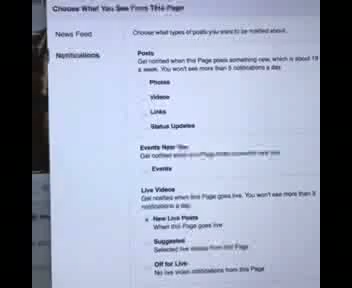 Choose What You See From This Page
News Feed
Choose what types of posts you want to be notified about.
Notifications
Posts
Get notified when this Page posts something new, which is about 19
a week. You won't see more than 5 notifications a day.
Photos
Videos
Links
Status Updates
Events Near You
Get notified
Events
Live Videos
Get notified when this Page goes live. You won't see more than 5
notifications a day.
New Live Posts
When this Page goes live
Suggested
Selected live videos from this Page
Off for Live
No live video notifications from this Page